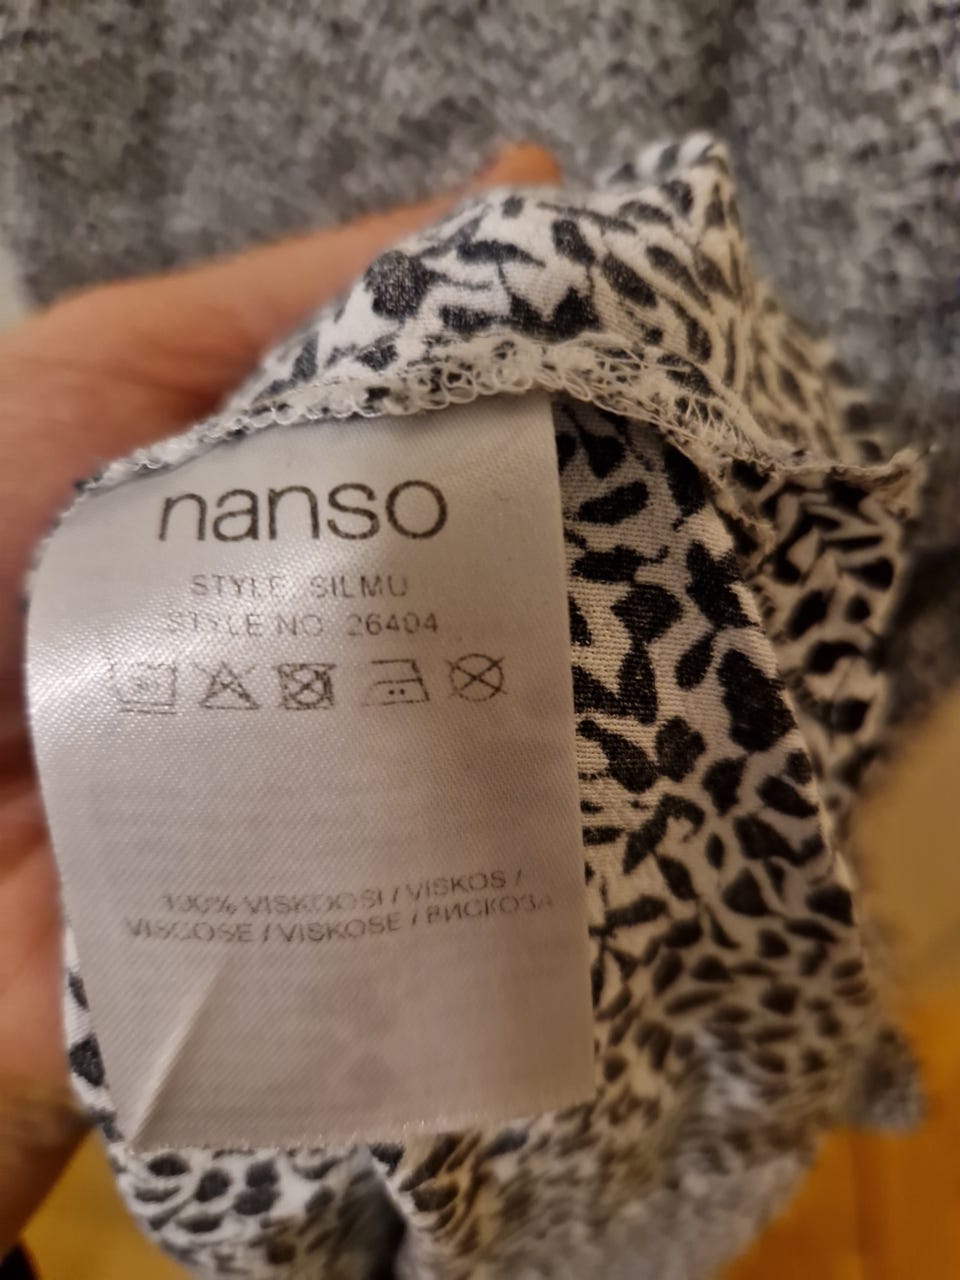 nanso
STYLE SILMU
STYLE NO 26404
100% VISKOOSI / VISKOS /
VISCOSE / VISKOSE / ВИСКОЗА